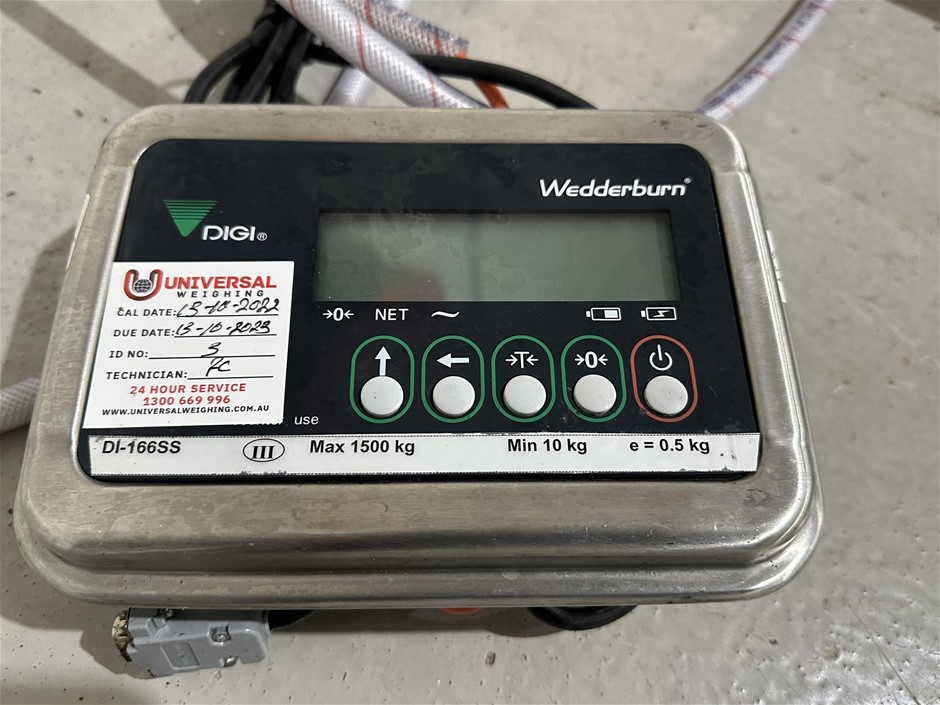 Wedderburn®
DIGI®
UNIVERSAL
WEIGHING
CAL DATE: 13-10-2022
DUE DATE: 13-10-2023
ID NO: 3
TECHNICIAN:
24 HOUR SERVICE
1300 669 996
WWW.UNIVERSALWEIGHING.COM.AU
→0← NET ~
→T← →0←
use
DI-166SS III Max 1500 kg Min 10 kg e = 0.5 kg